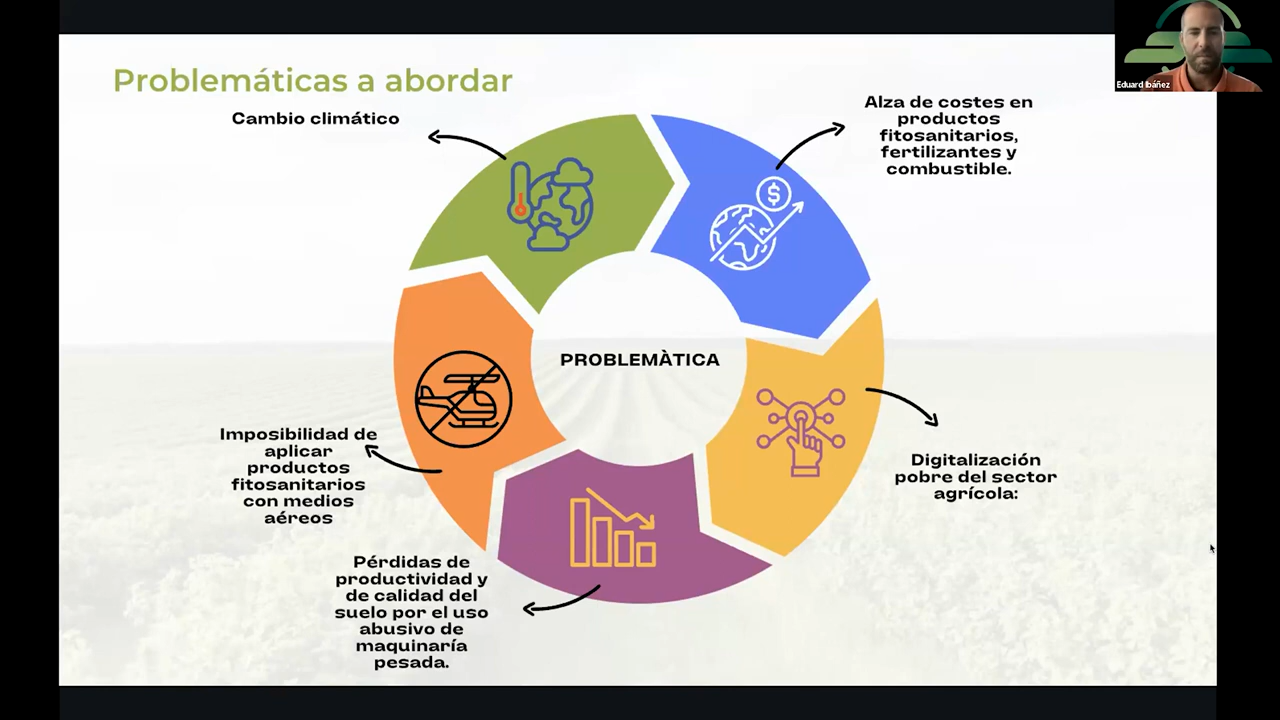 Problemáticas a abordar
Eduard Ibáñez
Cambio climático
Alza de costes en
productos
fitosanitarios,
fertilizantes y
combustible.
$
PROBLEMÀTICA
Imposibilidad de
aplicar
productos
fitosanitarios
con medios
aéreos
Digitalización
pobre del sector
agrícola:
Pérdidas de
productividad y
de calidad del
suelo por el uso
abusivo de
maquinaría
pesada.